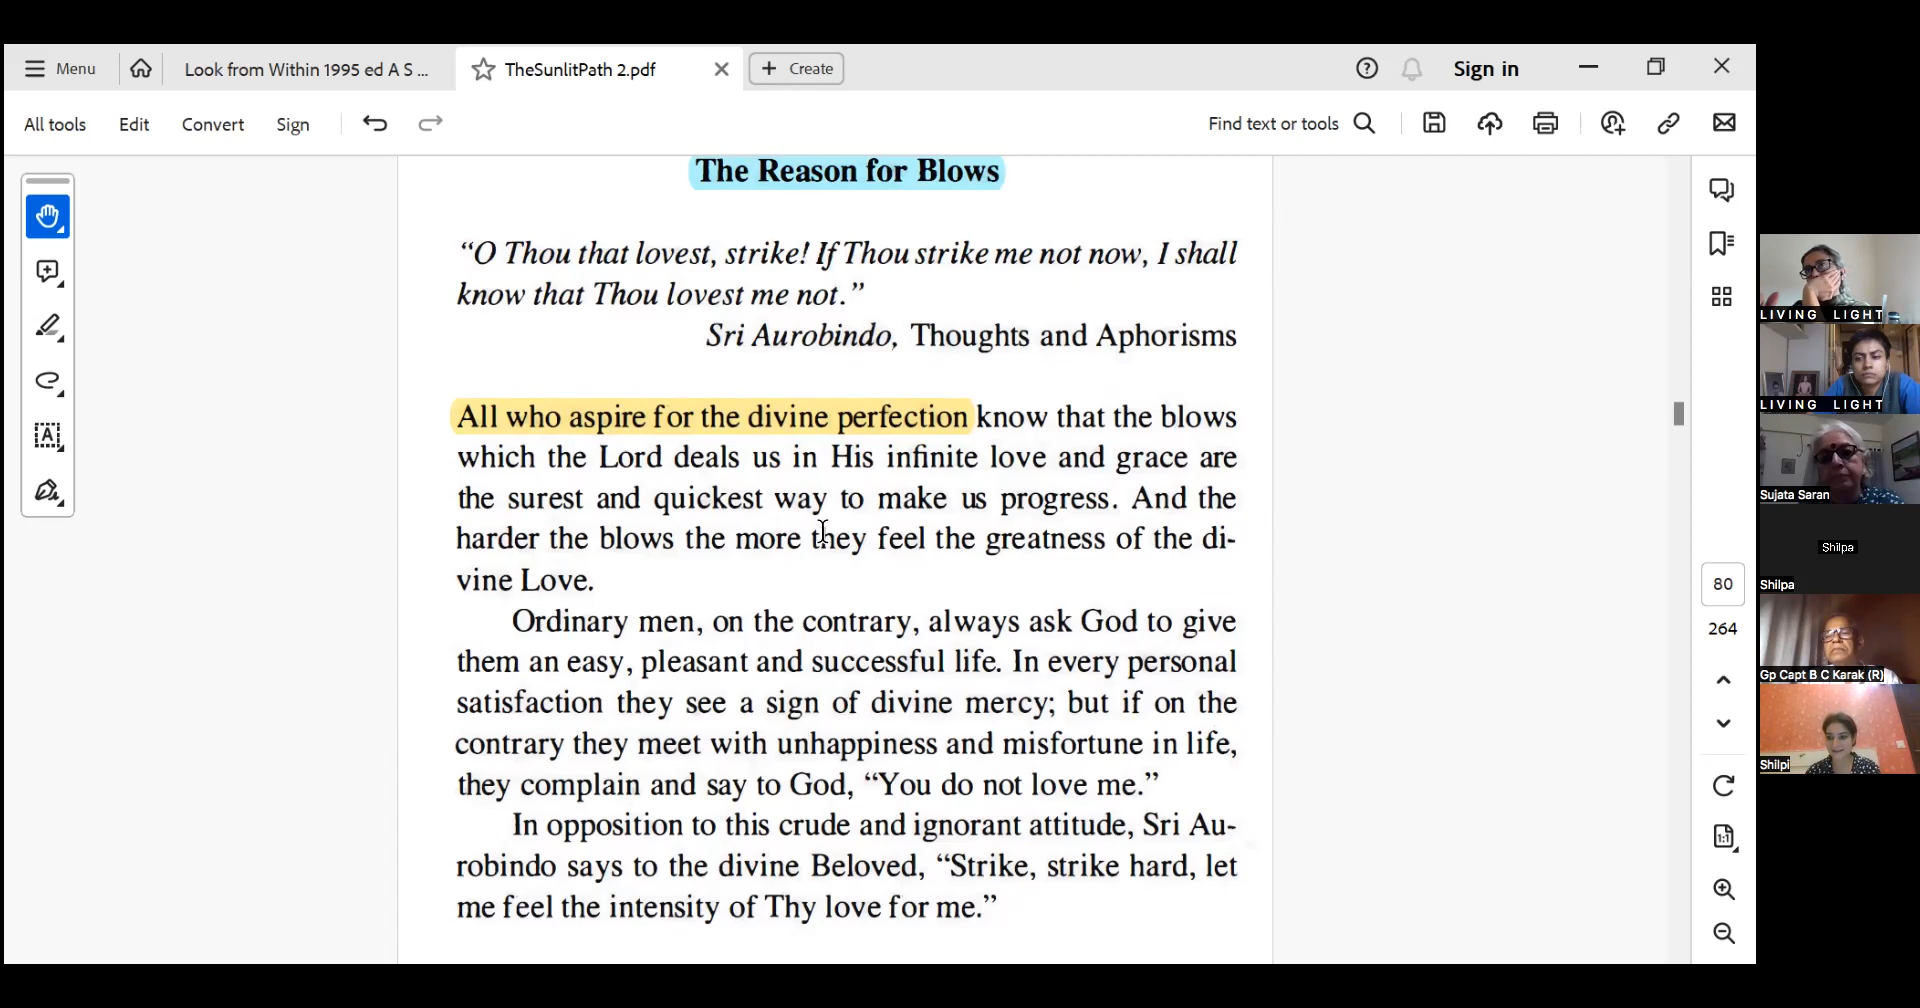 Menu
Look from Within 1995 ed A S ...
TheSunlitPath 2.pdf
Create
Sign in
All tools
Edit
Convert
Sign
Find text or tools
The Reason for Blows
“O Thou that lovest, strike! If Thou strike me not now, I shall
know that Thou lovest me not.”
Sri Aurobindo, Thoughts and Aphorisms
All who aspire for the divine perfection know that the blows
which the Lord deals us in His infinite love and grace are
the surest and quickest way to make us progress. And the
harder the blows the more they feel the greatness of the di-
vine Love.
Ordinary men, on the contrary, always ask God to give
them an easy, pleasant and successful life. In every personal
satisfaction they see a sign of divine mercy; but if on the
contrary they meet with unhappiness and misfortune in life,
they complain and say to God, “You do not love me.”
In opposition to this crude and ignorant attitude, Sri Au-
robindo says to the divine Beloved, “Strike, strike hard, let
me feel the intensity of Thy love for me.”
80
264
1:1
LIVING LIGHT
LIVING LIGHT
Sujata Saran
Shilpa
Shilpa
Gp Capt B C Karak (R)
Shilpi